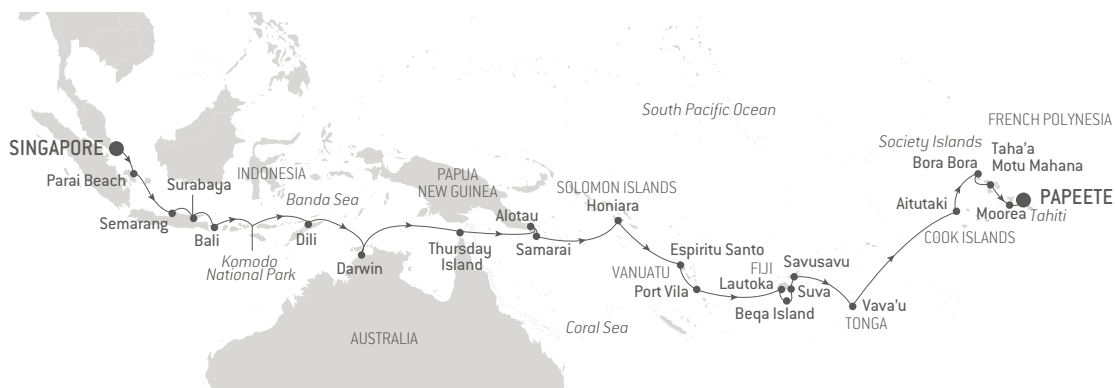 SINGAPORE
Parai Beach
Semarang
Surabaya
Bali
INDONESIA
Komodo
National Park
Banda Sea
Dili
Darwin
AUSTRALIA
PAPUA
NEW GUINEA
Thursday
Island
Alotau
Samarai
SOLOMON ISLANDS
Honiara
Coral Sea
South Pacific Ocean
Espiritu Santo
VANUATU
Port Vila
FIJI
Lautoka
Beqa Island
Suva
Savusavu
Vava'u
TONGA
Aitutaki
COOK ISLANDS
FRENCH POLYNESIA
Society Islands
Bora Bora
Taha'a
Motu Mahana
Moorea
Tahiti
PAPEETE